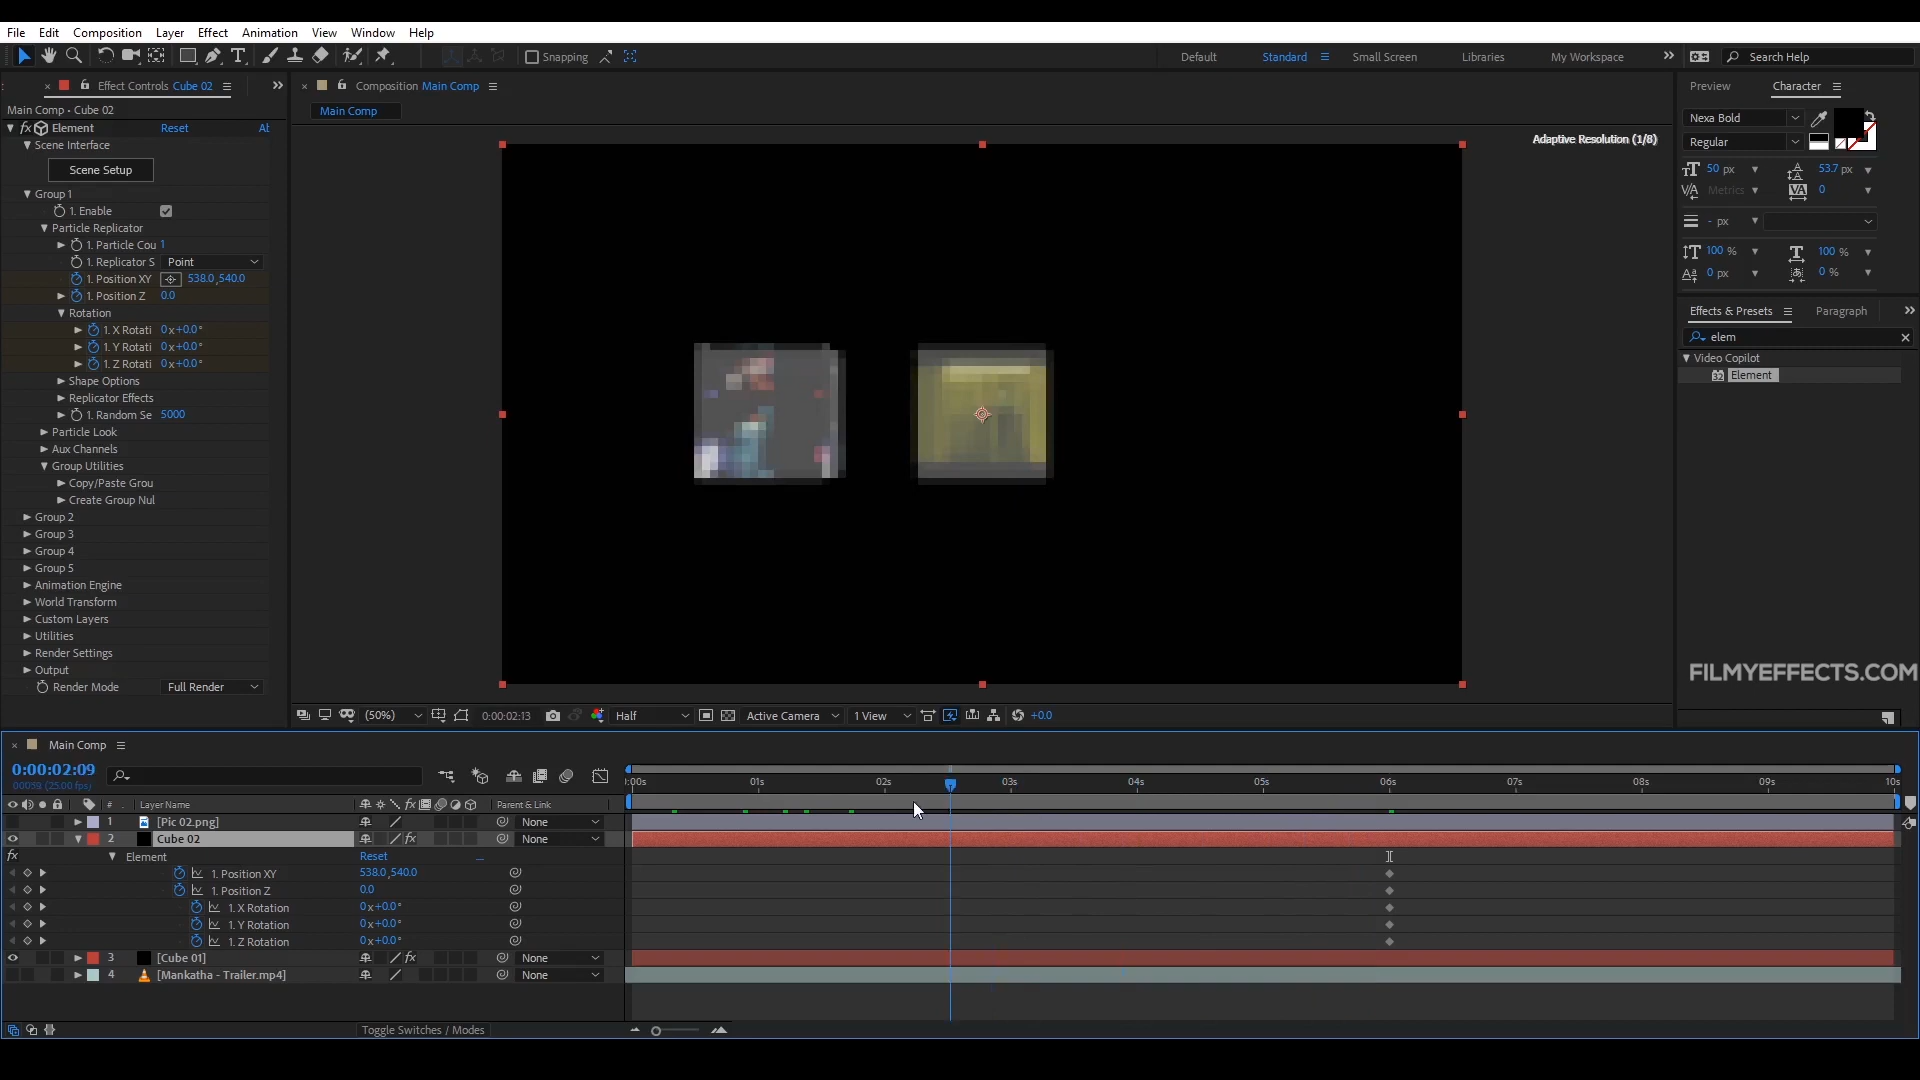 File Edit Composition Layer Effect Animation View Window Help
Snapping Default Standard Small Screen Libraries My Workspace Search Help
Effect Controls Cube 02
Composition Main Comp
Preview Character
Main Comp • Cube 02
Main Comp
Element Reset
Nexa Bold
Scene Interface
Adaptive Resolution (1/8)
Regular
Scene Setup
50 px 53.7 px
Metrics 0
Group 1
1. Enable
- px
Particle Replicator
1. Particle Cou 1
100 % 100 %
1. Replicator S Point
0 px 0 %
1. Position XY 538.0,540.0
1. Position Z 0.0
Rotation
Effects & Presets Paragraph
1. X Rotati 0x+0.0°
elem
1. Y Rotati 0x+0.0°
Video Copilot
1. Z Rotati 0x+0.0°
Element
Shape Options
Replicator Effects
1. Random Se 5000
Particle Look
Aux Channels
Group Utilities
Copy/Paste Grou
Create Group Nul
Group 2
Group 3
Group 4
Group 5
Animation Engine
World Transform
Custom Layers
Utilities
Render Settings
Output
FILMYEFFECTS.COM
Render Mode Full Render
(50%) 0:00:02:13 Half Active Camera 1 View +0.0
Main Comp
0:00:02:09
00059 (25.00 fps)
:00s 01s 02s 03s 04s 05s 06s 07s 08s 09s 10s
# Layer Name Parent & Link
1 [Pic 02.png] None
2 Cube 02 None
Element Reset
1. Position XY 538.0,540.0
1. Position Z 0.0
1. X Rotation 0x+0.0°
1. Y Rotation 0x+0.0°
1. Z Rotation 0x+0.0°
3 [Cube 01] None
4 [Mankatha - Trailer.mp4] None
Toggle Switches / Modes